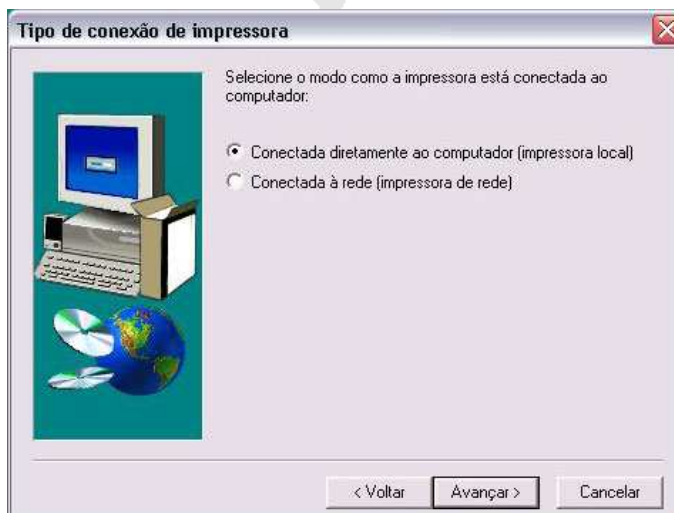 Tipo de conexão de impressora
Selecione o modo como a impressora está conectada ao
computador:
Conectada diretamente ao computador (impressora local)
Conectada à rede (impressora de rede)
< Voltar
Avançar >
Cancelar